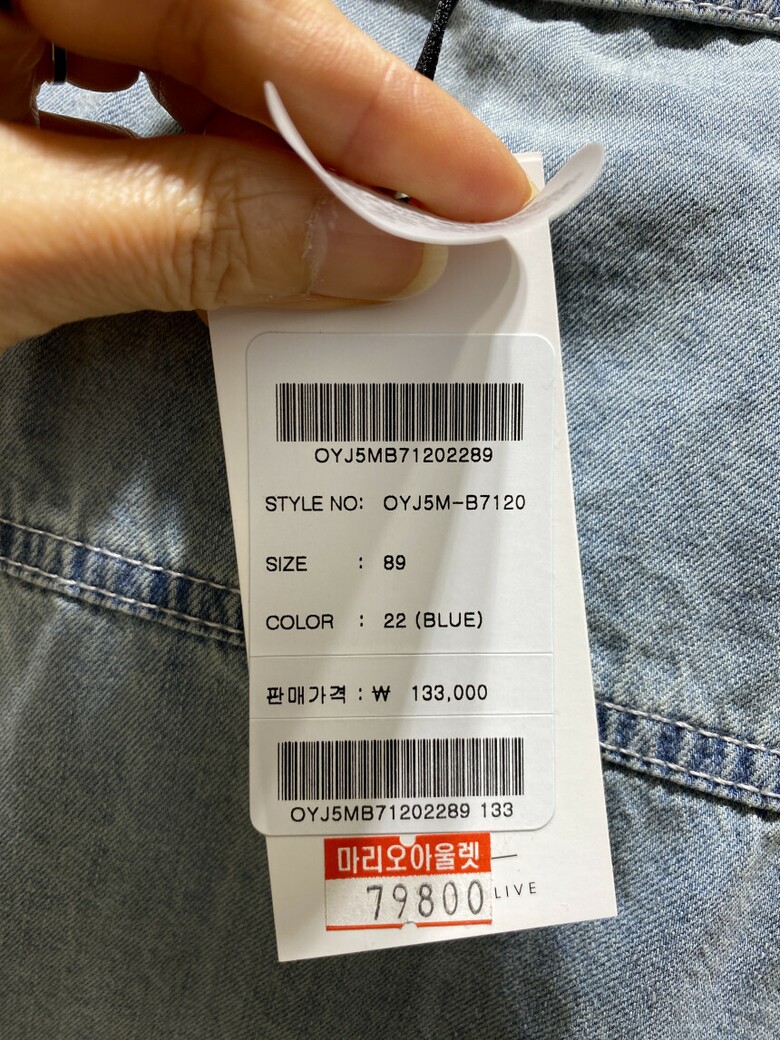 OYJ5MB71202289
STYLE NO: OYJ5M-B7120
SIZE : 89
COLOR : 22 (BLUE)
판매가격 : ₩ 133,000
OYJ5MB71202289 133
마리오아울렛
79800
LIVE